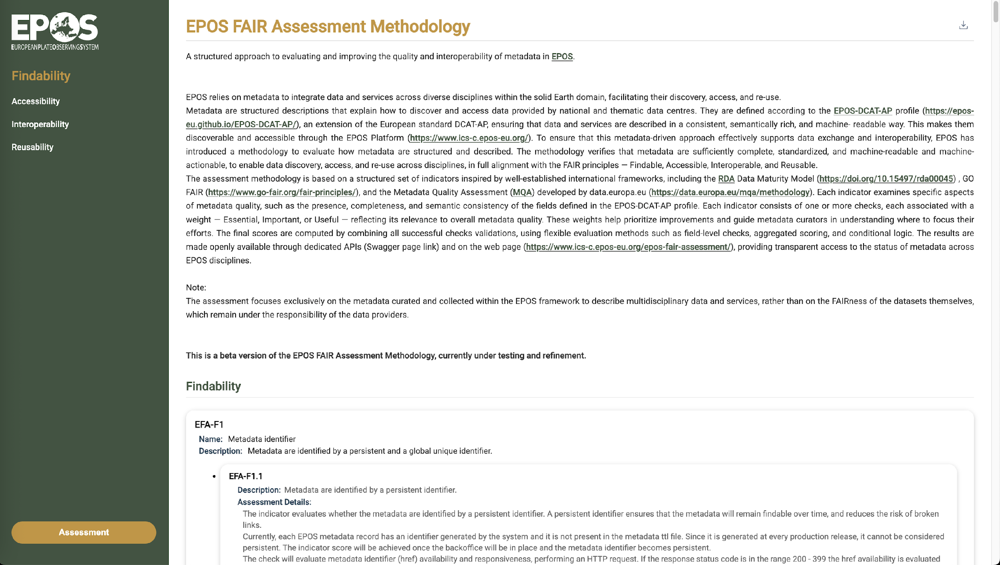 EPOS
EUROPEANPLATEOBSERVINGSYSTEM
Findability
Accessibility
Interoperability
Reusability
Assessment
EPOS FAIR Assessment Methodology
A structured approach to evaluating and improving the quality and interoperability of metadata in EPOS.
EPOS relies on metadata to integrate data and services across diverse disciplines within the solid Earth domain, facilitating their discovery, access, and re-use.
Metadata are structured descriptions that explain how to discover and access data provided by national and thematic data centres. They are defined according to the EPOS-DCAT-AP profile (https://epos-
eu.github.io/EPOS-DCAT-AP/), an extension of the European standard DCAT-AP, ensuring that data and services are described in a consistent, semantically rich, and machine- readable way. This makes them
discoverable and accessible through the EPOS Platform (https://www.ics-c.epos-eu.org/). To ensure that this metadata-driven approach effectively supports data exchange and interoperability, EPOS has
introduced a methodology to evaluate how metadata are structured and described. The methodology verifies that metadata are sufficiently complete, standardized, and machine-readable and machine-
actionable, to enable data discovery, access, and re-use across disciplines, in full alignment with the FAIR principles — Findable, Accessible, Interoperable, and Reusable.
The assessment methodology is based on a structured set of indicators inspired by well-established international frameworks, including the RDA Data Maturity Model (https://doi.org/10.15497/rda00045) , GO
FAIR (https://www.go-fair.org/fair-principles/), and the Metadata Quality Assessment (MQA) developed by data.europa.eu (https://data.europa.eu/mqa/methodology). Each indicator examines specific aspects
of metadata quality, such as the presence, completeness, and semantic consistency of the fields defined in the EPOS-DCAT-AP profile. Each indicator consists of one or more checks, each associated with a
weight — Essential, Important, or Useful — reflecting its relevance to overall metadata quality. These weights help prioritize improvements and guide metadata curators in understanding where to focus their
efforts. The final scores are computed by combining all successful checks validations, using flexible evaluation methods such as field-level checks, aggregated scoring, and conditional logic. The results are
made openly available through dedicated APIs (Swagger page link) and on the web page (https://www.ics-c.epos-eu.org/epos-fair-assessment/), providing transparent access to the status of metadata across
EPOS disciplines.
Note:
The assessment focuses exclusively on the metadata curated and collected within the EPOS framework to describe multidisciplinary data and services, rather than on the FAIRness of the datasets themselves,
which remain under the responsibility of the data providers.
This is a beta version of the EPOS FAIR Assessment Methodology, currently under testing and refinement.
Findability
EFA-F1
Name: Metadata identifier
Description: Metadata are identified by a persistent and a global unique identifier.
• EFA-F1.1
Description: Metadata are identified by a persistent identifier.
Assessment Details:
The indicator evaluates whether the metadata are identified by a persistent identifier. A persistent identifier ensures that the metadata will remain findable over time, and reduces the risk of broken
links.
Currently, each EPOS metadata record has an identifier generated by the system and it is not present in the metadata ttl file. Since it is generated at every production release, it cannot be considered
persistent. The indicator score will be achieved once the backoffice will be in place and the metadata identifier becomes persistent.
The check will evaluate metadata identifier (href) availability and responsiveness, performing an HTTP request. If the response status code is in the range 200 - 399 the href availability is evaluated